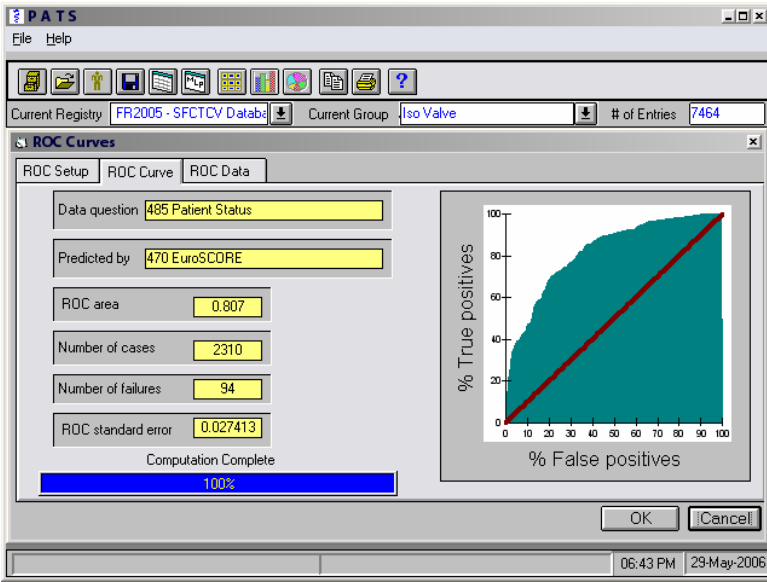 PATS
File Help
MLP
?
Current Registry FR2005 - SFCTCV Databa Current Group Iso Valve # of Entries 7464
ROC Curves
ROC Setup ROC Curve ROC Data
Data question 485 Patient Status
Predicted by 470 EuroSCORE
ROC area 0.807
Number of cases 2310
Number of failures 94
ROC standard error 0.027413
Computation Complete
100%
% True positives
100
80
60
40
20
0
0 10 20 30 40 50 60 70 80 90 100
% False positives
OK Cancel
06:43 PM 29-May-2006